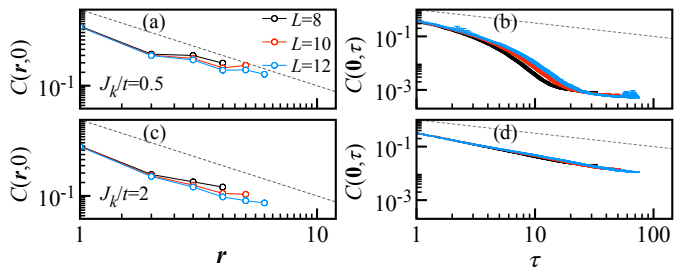 (a)
L=8
L=10
L=12
C(r,0)
10⁻¹
J_k/t=0.5
(b)
C(0,τ)
10⁻¹
10⁻³
(c)
C(r,0)
10⁻¹
J_k/t=2
1
10
r
(d)
C(0,τ)
10⁻¹
10⁻³
1
10
100
τ